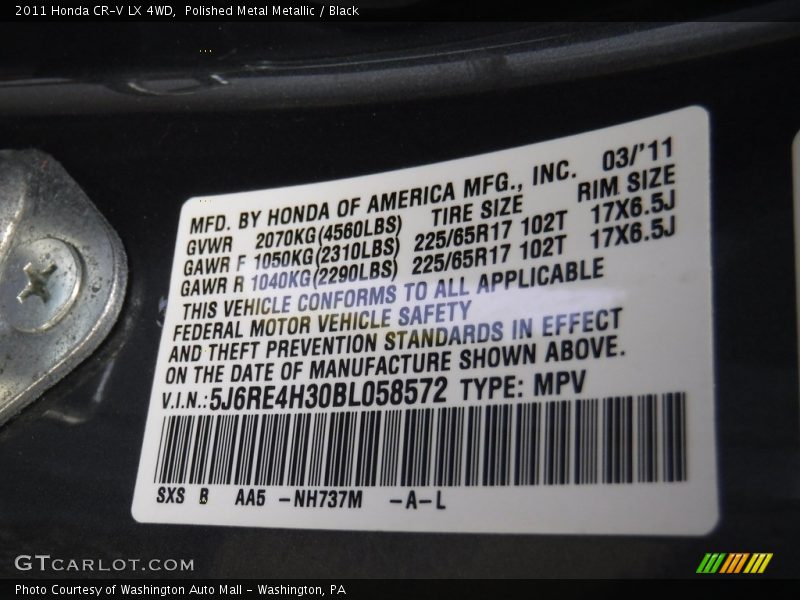 2011 Honda CR-V LX 4WD, Polished Metal Metallic / Black
MFD. BY HONDA OF AMERICA MFG., INC. 03/'11
GVWR 2070KG(4560LBS) TIRE SIZE RIM SIZE
GAWR F 1050KG(2310LBS) 225/65R17 102T 17X6.5J
GAWR R 1040KG(2290LBS) 225/65R17 102T 17X6.5J
THIS VEHICLE CONFORMS TO ALL APPLICABLE
FEDERAL MOTOR VEHICLE SAFETY
AND THEFT PREVENTION STANDARDS IN EFFECT
ON THE DATE OF MANUFACTURE SHOWN ABOVE.
V.I.N.:5J6RE4H30BL058572 TYPE: MPV
SXS B AA5 -NH737M -A-L
GTCARLOT.COM
Photo Courtesy of Washington Auto Mall - Washington, PA